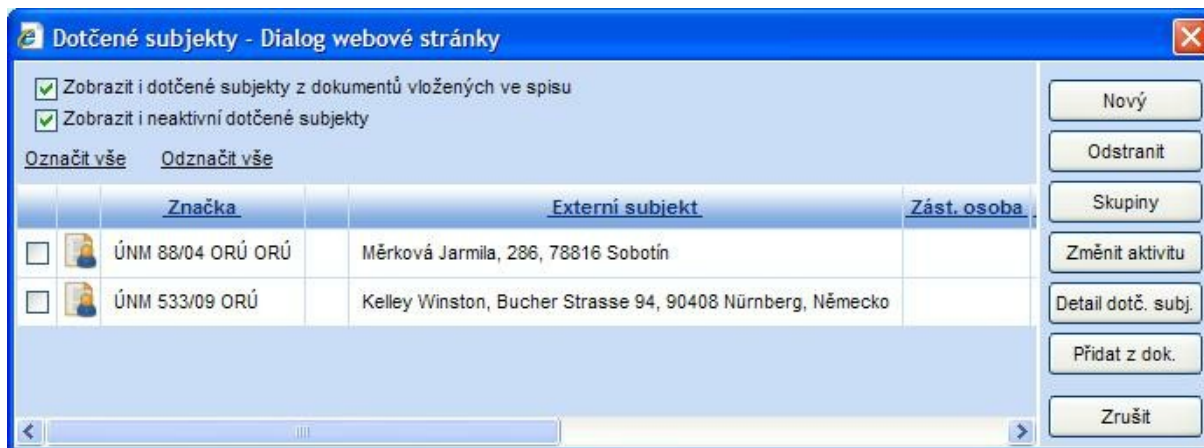 Dotčené subjekty - Dialog webové stránky
Zobrazit i dotčené subjekty z dokumentů vložených ve spisu
Zobrazit i neaktivní dotčené subjekty
Označit vše Odznačit vše
Značka Externí subjekt Zást. osoba
ÚNM 88/04 ORÚ ORÚ Měrková Jarmila, 286, 78816 Sobotín
ÚNM 533/09 ORÚ Kelley Winston, Bucher Strasse 94, 90408 Nürnberg, Německo
Nový
Odstranit
Skupiny
Změnit aktivitu
Detail dotč. subj.
Přidat z dok.
Zrušit